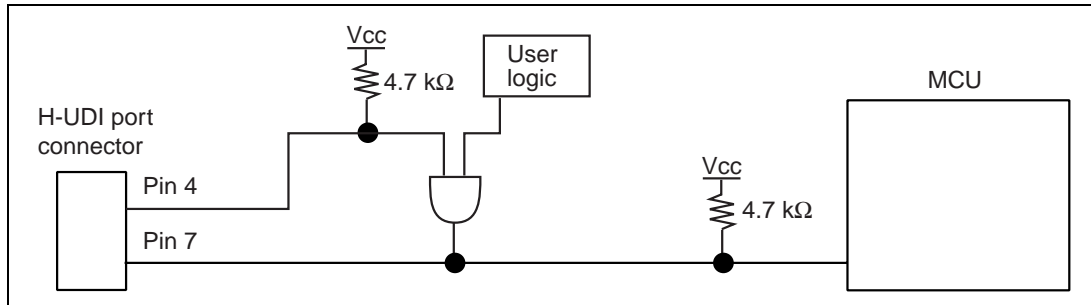 Vcc
4.7 kΩ
User
logic
MCU
H-UDI port
connector
Pin 4
Pin 7
Vcc
4.7 kΩ